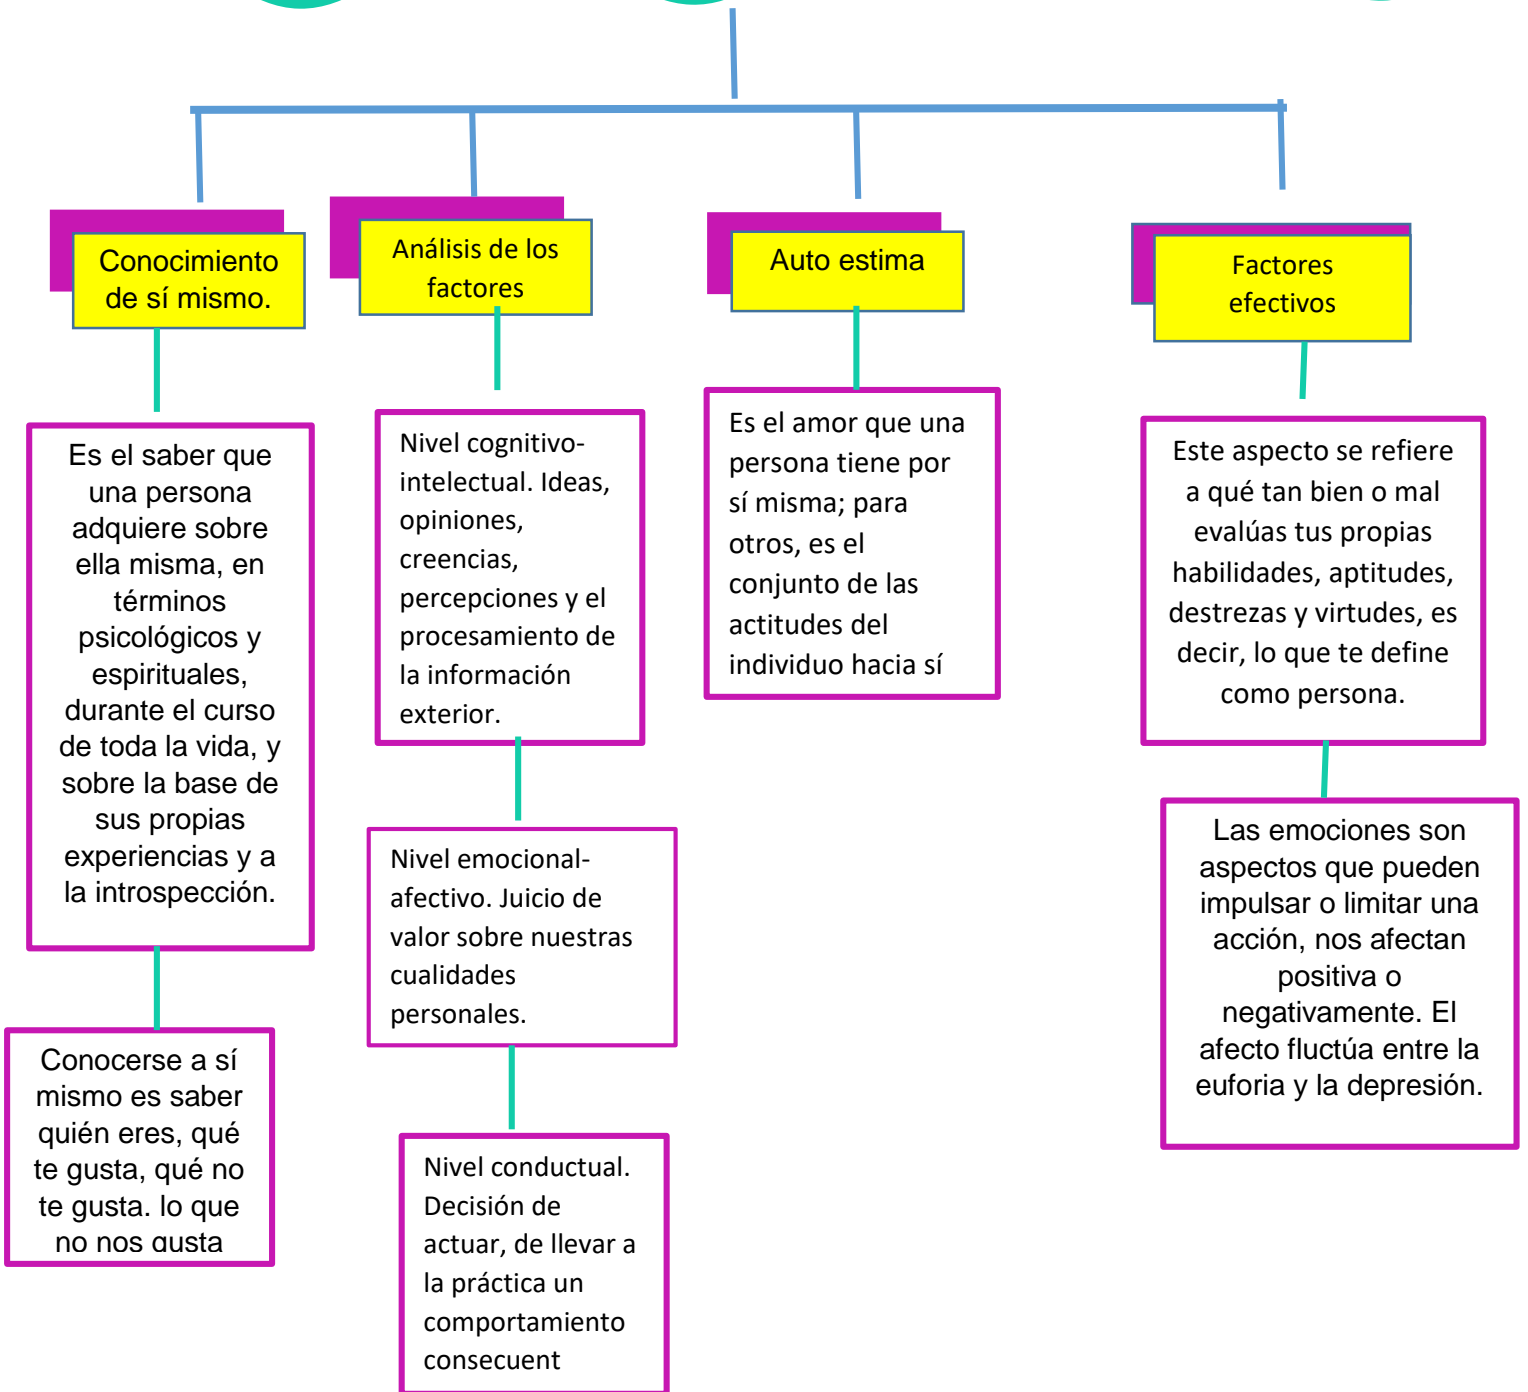 Conocimiento
de sí mismo.
Análisis de los
factores
Auto estima
Factores
efectivos
Es el saber que
una persona
adquiere sobre
ella misma, en
términos
psicológicos y
espirituales,
durante el curso
de toda la vida, y
sobre la base de
sus propias
experiencias y a
la introspección.
Conocerse a sí
mismo es saber
quién eres, qué
te gusta, qué no
te gusta. lo que
no nos gusta
Nivel cognitivo-
intelectual. Ideas,
opiniones,
creencias,
percepciones y el
procesamiento de
la información
exterior.
Nivel emocional-
afectivo. Juicio de
valor sobre nuestras
cualidades
personales.
Nivel conductual.
Decisión de
actuar, de llevar a
la práctica un
comportamiento
consecuent
Es el amor que una
persona tiene por
sí misma; para
otros, es el
conjunto de las
actitudes del
individuo hacia sí
Este aspecto se refiere
a qué tan bien o mal
evalúas tus propias
habilidades, aptitudes,
destrezas y virtudes, es
decir, lo que te define
como persona.
Las emociones son
aspectos que pueden
impulsar o limitar una
acción, nos afectan
positiva o
negativamente. El
afecto fluctúa entre la
euforia y la depresión.